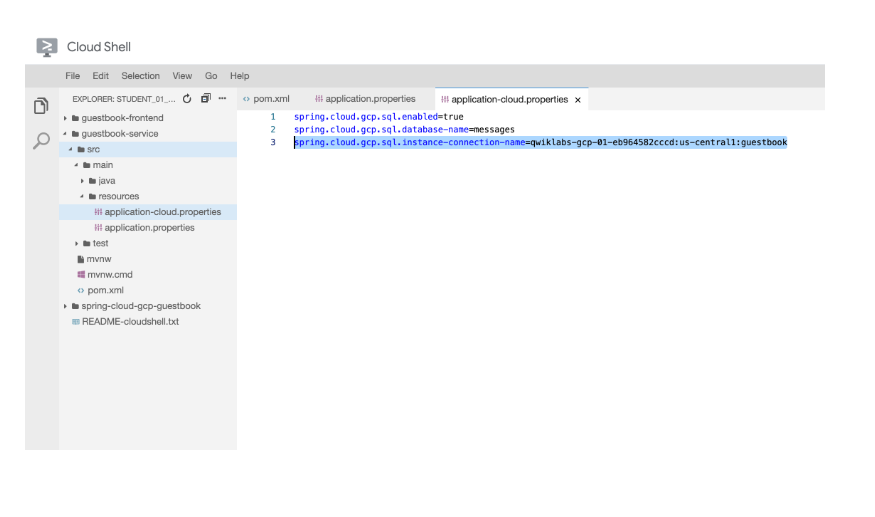 Cloud Shell
File Edit Selection View Go Help
EXPLORER: STUDENT_01_...
pom.xml application.properties application-cloud.properties x
guestbook-frontend
guestbook-service
src
main
java
resources
application-cloud.properties
application.properties
test
mvnw
mvnw.cmd
pom.xml
spring-cloud-gcp-guestbook
README-cloudshell.txt
1 spring.cloud.gcp.sql.enabled=true
2 spring.cloud.gcp.sql.database-name=messages
3 spring.cloud.gcp.sql.instance-connection-name=qwiklabs-gcp-01-eb964582cccd:us-central1:guestbook